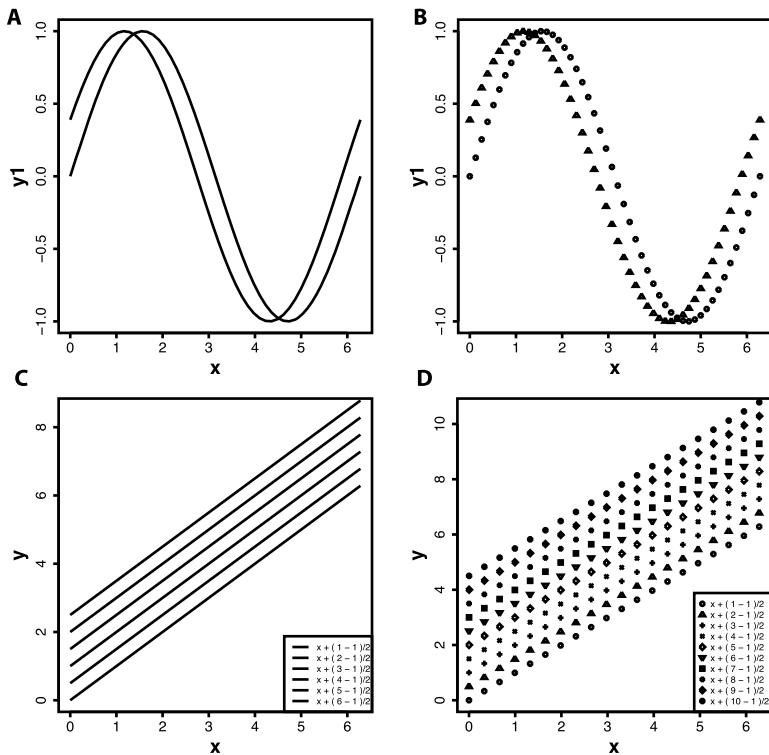 A
y1
1.0
0.5
0.0
−0.5
−1.0
0 1 2 3 4 5 6
x
B
y1
1.0
0.5
0.0
−0.5
−1.0
0 1 2 3 4 5 6
x
C
y
8
6
4
2
0
x + ( 1 − 1 )/2
x + ( 2 − 1 )/2
x + ( 3 − 1 )/2
x + ( 4 − 1 )/2
x + ( 5 − 1 )/2
x + ( 6 − 1 )/2
0 1 2 3 4 5 6
x
D
y
10
8
6
4
2
0
x + ( 1 − 1 )/2
x + ( 2 − 1 )/2
x + ( 3 − 1 )/2
x + ( 4 − 1 )/2
x + ( 5 − 1 )/2
x + ( 6 − 1 )/2
x + ( 7 − 1 )/2
x + ( 8 − 1 )/2
x + ( 9 − 1 )/2
x + ( 10 − 1 )/2
0 1 2 3 4 5 6
x